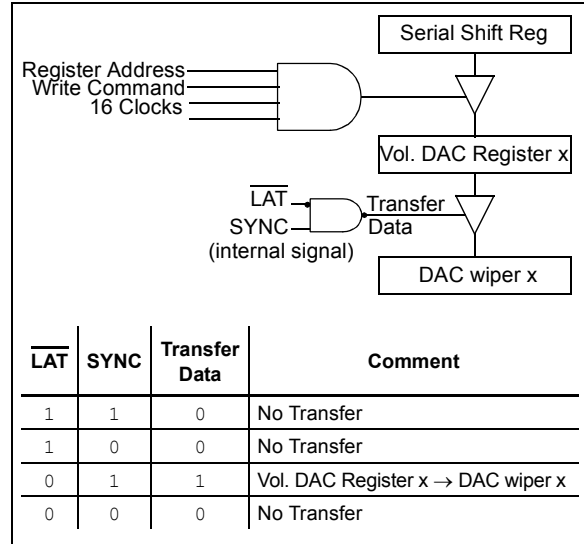 Serial Shift Reg
Register Address
Write Command
16 Clocks
Vol. DAC Register x
LAT
Transfer
SYNC
Data
(internal signal)
DAC wiper x
LAT SYNC Transfer Data Comment
1 1 0 No Transfer
1 0 0 No Transfer
0 1 1 Vol. DAC Register x → DAC wiper x
0 0 0 No Transfer